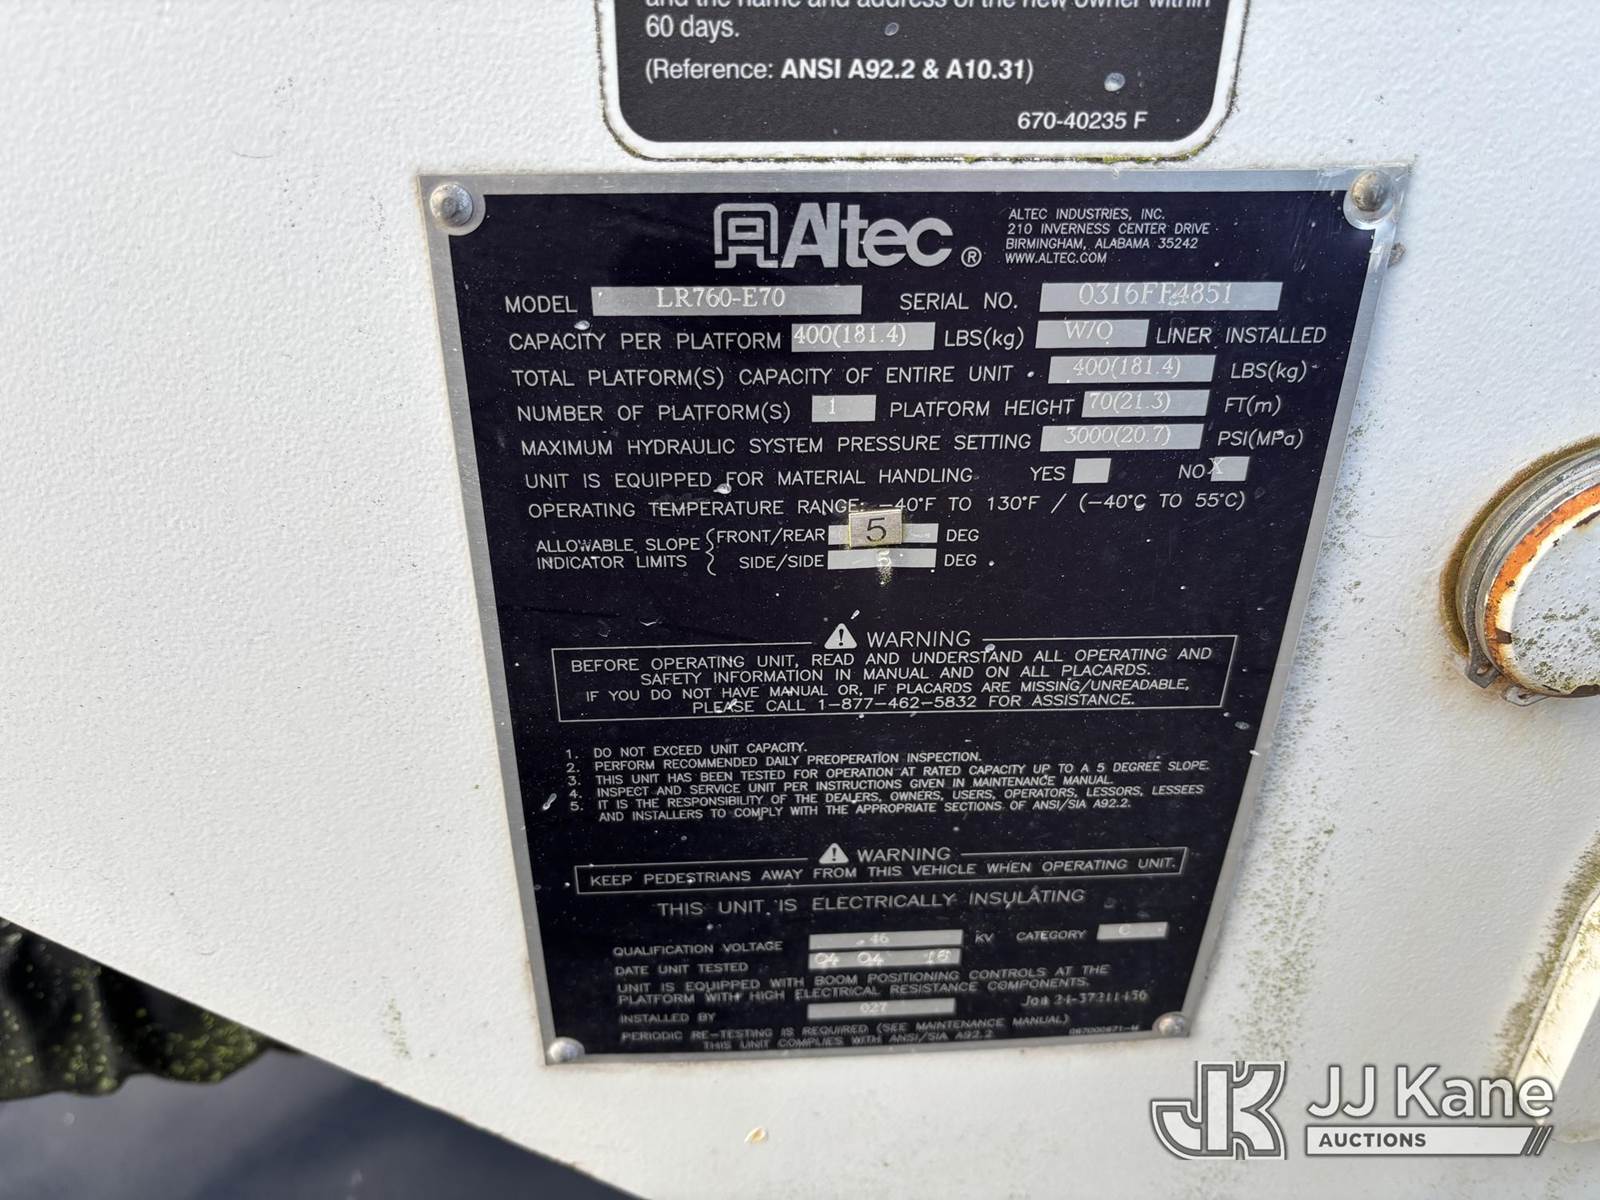 and the name and address of the new owner within
60 days.
(Reference: ANSI A92.2 & A10.31)
670-40235 F
Altec®
ALTEC INDUSTRIES, INC.
210 INVERNESS CENTER DRIVE
BIRMINGHAM, ALABAMA 35242
WWW.ALTEC.COM
MODEL LR760-E70 SERIAL NO. 0316FF4851
CAPACITY PER PLATFORM 400(181.4) LBS(kg) W/O LINER INSTALLED
TOTAL PLATFORM(S) CAPACITY OF ENTIRE UNIT 400(181.4) LBS(kg)
NUMBER OF PLATFORM(S) 1 PLATFORM HEIGHT 70(21.3) FT(m)
MAXIMUM HYDRAULIC SYSTEM PRESSURE SETTING 3000(20.7) PSI(MPa)
UNIT IS EQUIPPED FOR MATERIAL HANDLING YES NO X
OPERATING TEMPERATURE RANGE: -40°F TO 130°F / (-40°C TO 55°C)
ALLOWABLE SLOPE INDICATOR LIMITS { FRONT/REAR 5 DEG
SIDE/SIDE 5 DEG
WARNING
BEFORE OPERATING UNIT, READ AND UNDERSTAND ALL OPERATING AND
SAFETY INFORMATION IN MANUAL AND ON ALL PLACARDS.
IF YOU DO NOT HAVE MANUAL OR, IF PLACARDS ARE MISSING/UNREADABLE,
PLEASE CALL 1-877-462-5832 FOR ASSISTANCE.
1. DO NOT EXCEED UNIT CAPACITY.
2. PERFORM RECOMMENDED DAILY PREOPERATION INSPECTION.
3. THIS UNIT HAS BEEN TESTED FOR OPERATION AT RATED CAPACITY UP TO A 5 DEGREE SLOPE.
4. INSPECT AND SERVICE UNIT PER INSTRUCTIONS GIVEN IN MAINTENANCE MANUAL.
5. IT IS THE RESPONSIBILITY OF THE DEALERS, OWNERS, USERS, OPERATORS, LESSORS, LESSEES
AND INSTALLERS TO COMPLY WITH THE APPROPRIATE SECTIONS OF ANSI/SIA A92.2.
WARNING
KEEP PEDESTRIANS AWAY FROM THIS VEHICLE WHEN OPERATING UNIT.
THIS UNIT IS ELECTRICALLY INSULATING
QUALIFICATION VOLTAGE 46 KV CATEGORY C
DATE UNIT TESTED 04 04 16
UNIT IS EQUIPPED WITH BOOM POSITIONING CONTROLS AT THE
PLATFORM WITH HIGH ELECTRICAL RESISTANCE COMPONENTS.
INSTALLED BY 027
PERIODIC RE-TESTING IS REQUIRED (SEE MAINTENANCE MANUAL)
THIS UNIT COMPLIES WITH ANSI/SIA A92.2
JK JJ Kane
AUCTIONS